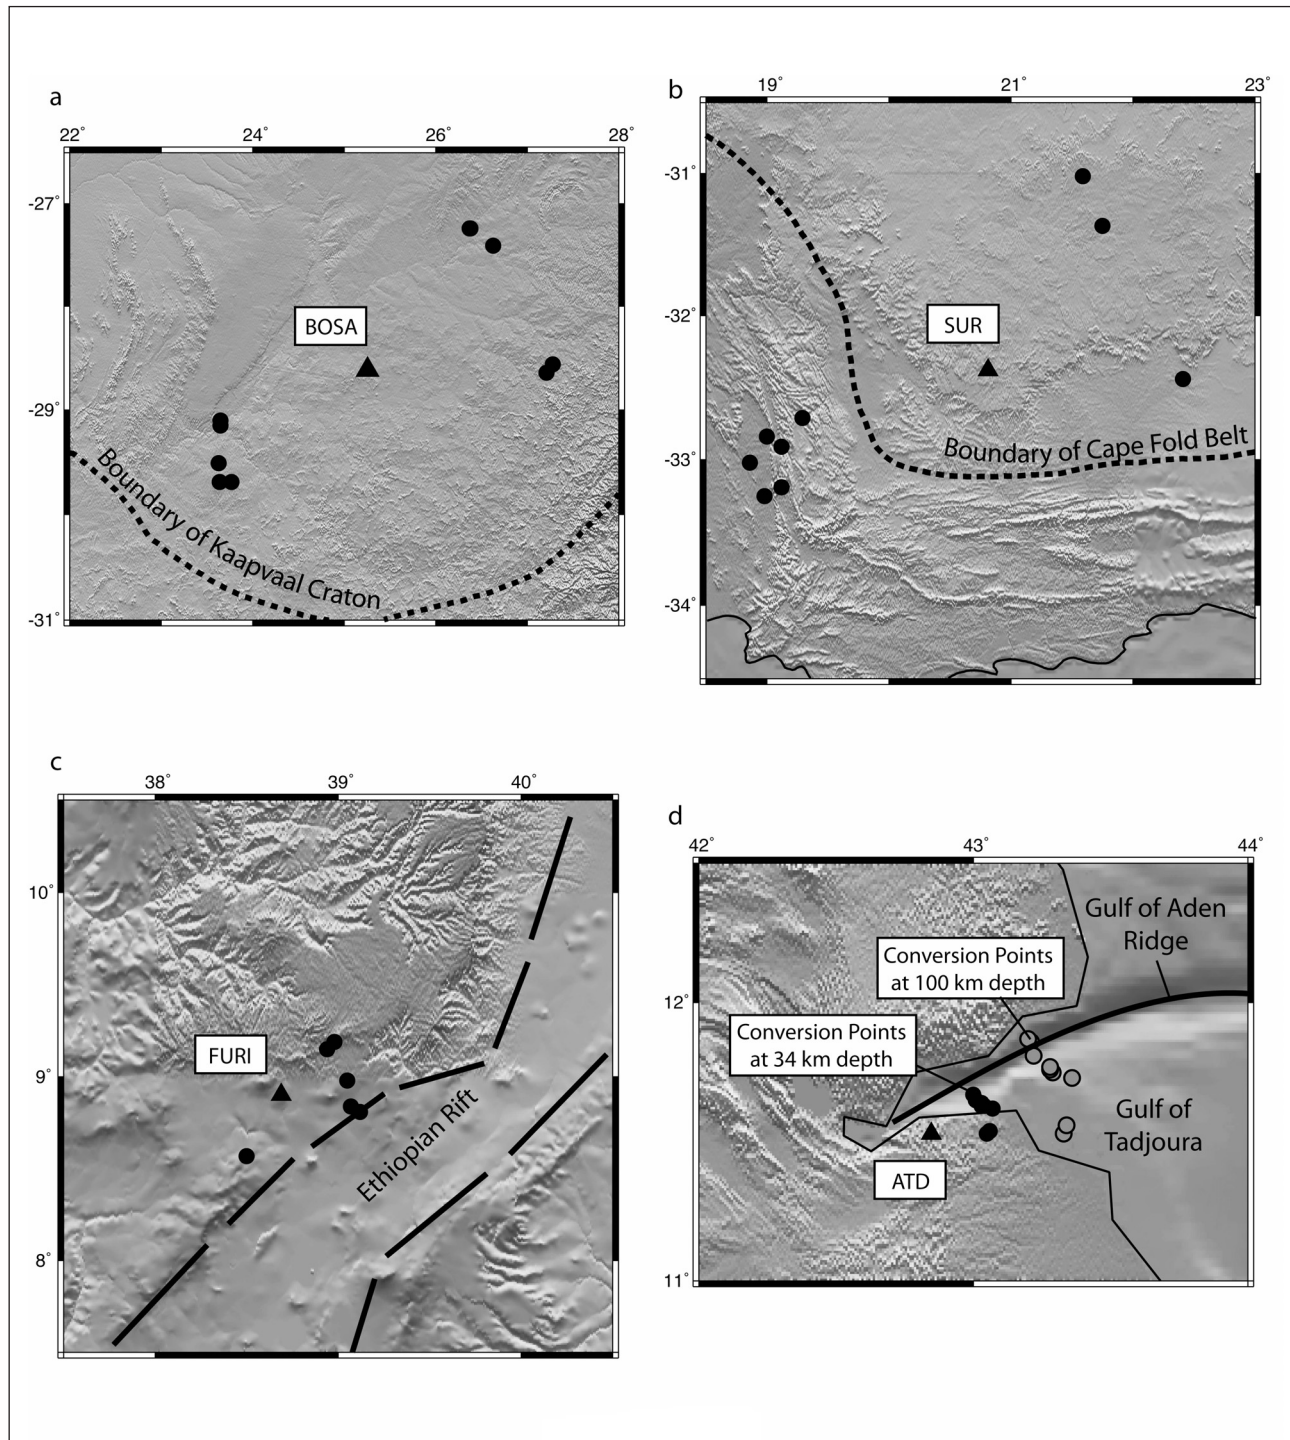 a
22° 24° 26° 28°
-27°
BOSA
-29°
Boundary of Kaapvaal Craton
-31°
b
19° 21° 23°
-31°
-32°
SUR
-33°
Boundary of Cape Fold Belt
-34°
c
38° 39° 40°
10°
FURI
9°
Ethiopian Rift
8°
d
42° 43° 44°
Gulf of Aden
Ridge
Conversion Points
at 100 km depth
12°
Conversion Points
at 34 km depth
Gulf of
Tadjoura
ATD
11°